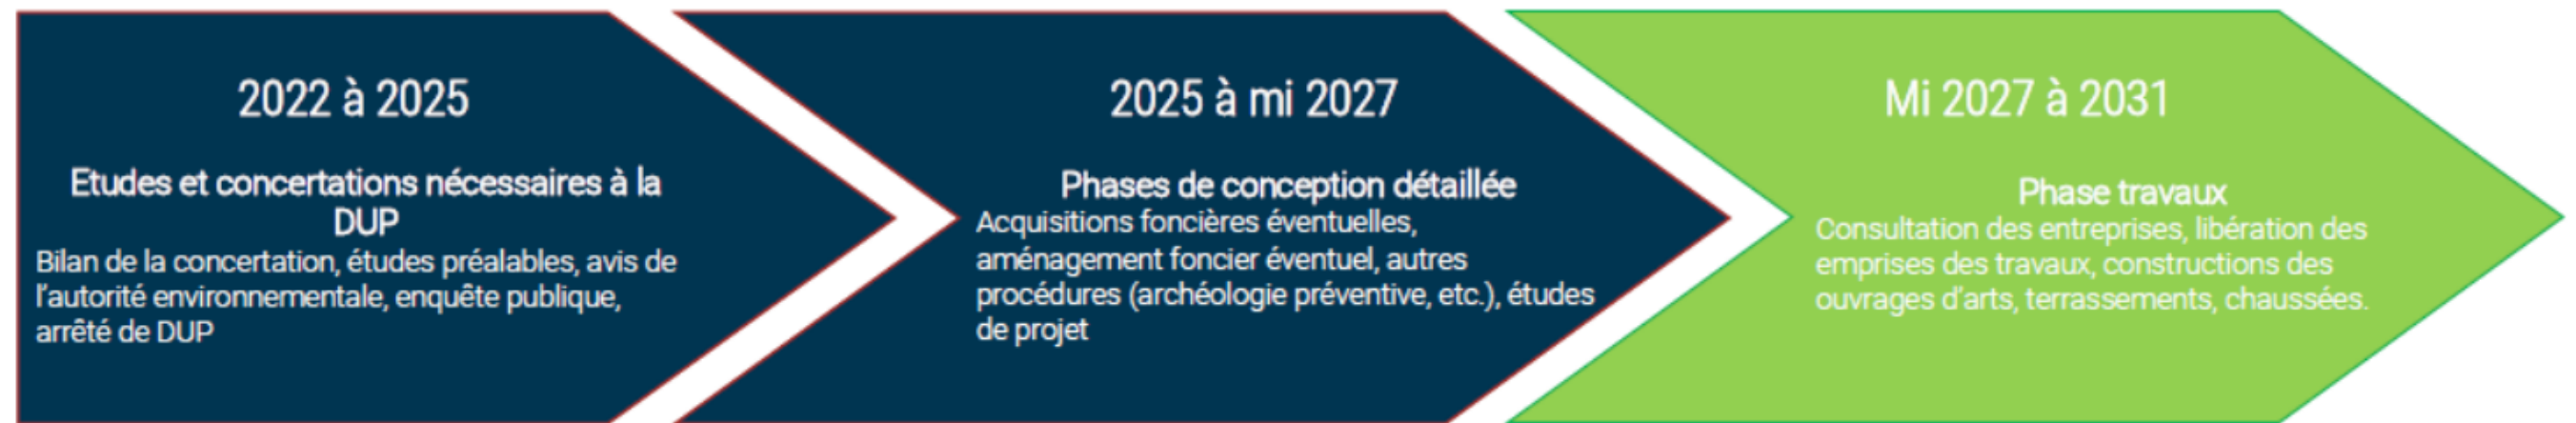 2022 à 2025
Etudes et concertations nécessaires à la
DUP
Bilan de la concertation, études préalables, avis de
l'autorité environnementale, enquête publique,
arrêté de DUP
2025 à mi 2027
Phases de conception détaillée
Acquisitions foncières éventuelles,
aménagement foncier éventuel, autres
procédures (archéologie préventive, etc.), études
de projet
Mi 2027 à 2031
Phase travaux
Consultation des entreprises, libération des
emprises des travaux, constructions des
ouvrages d'arts, terrassements, chaussées.